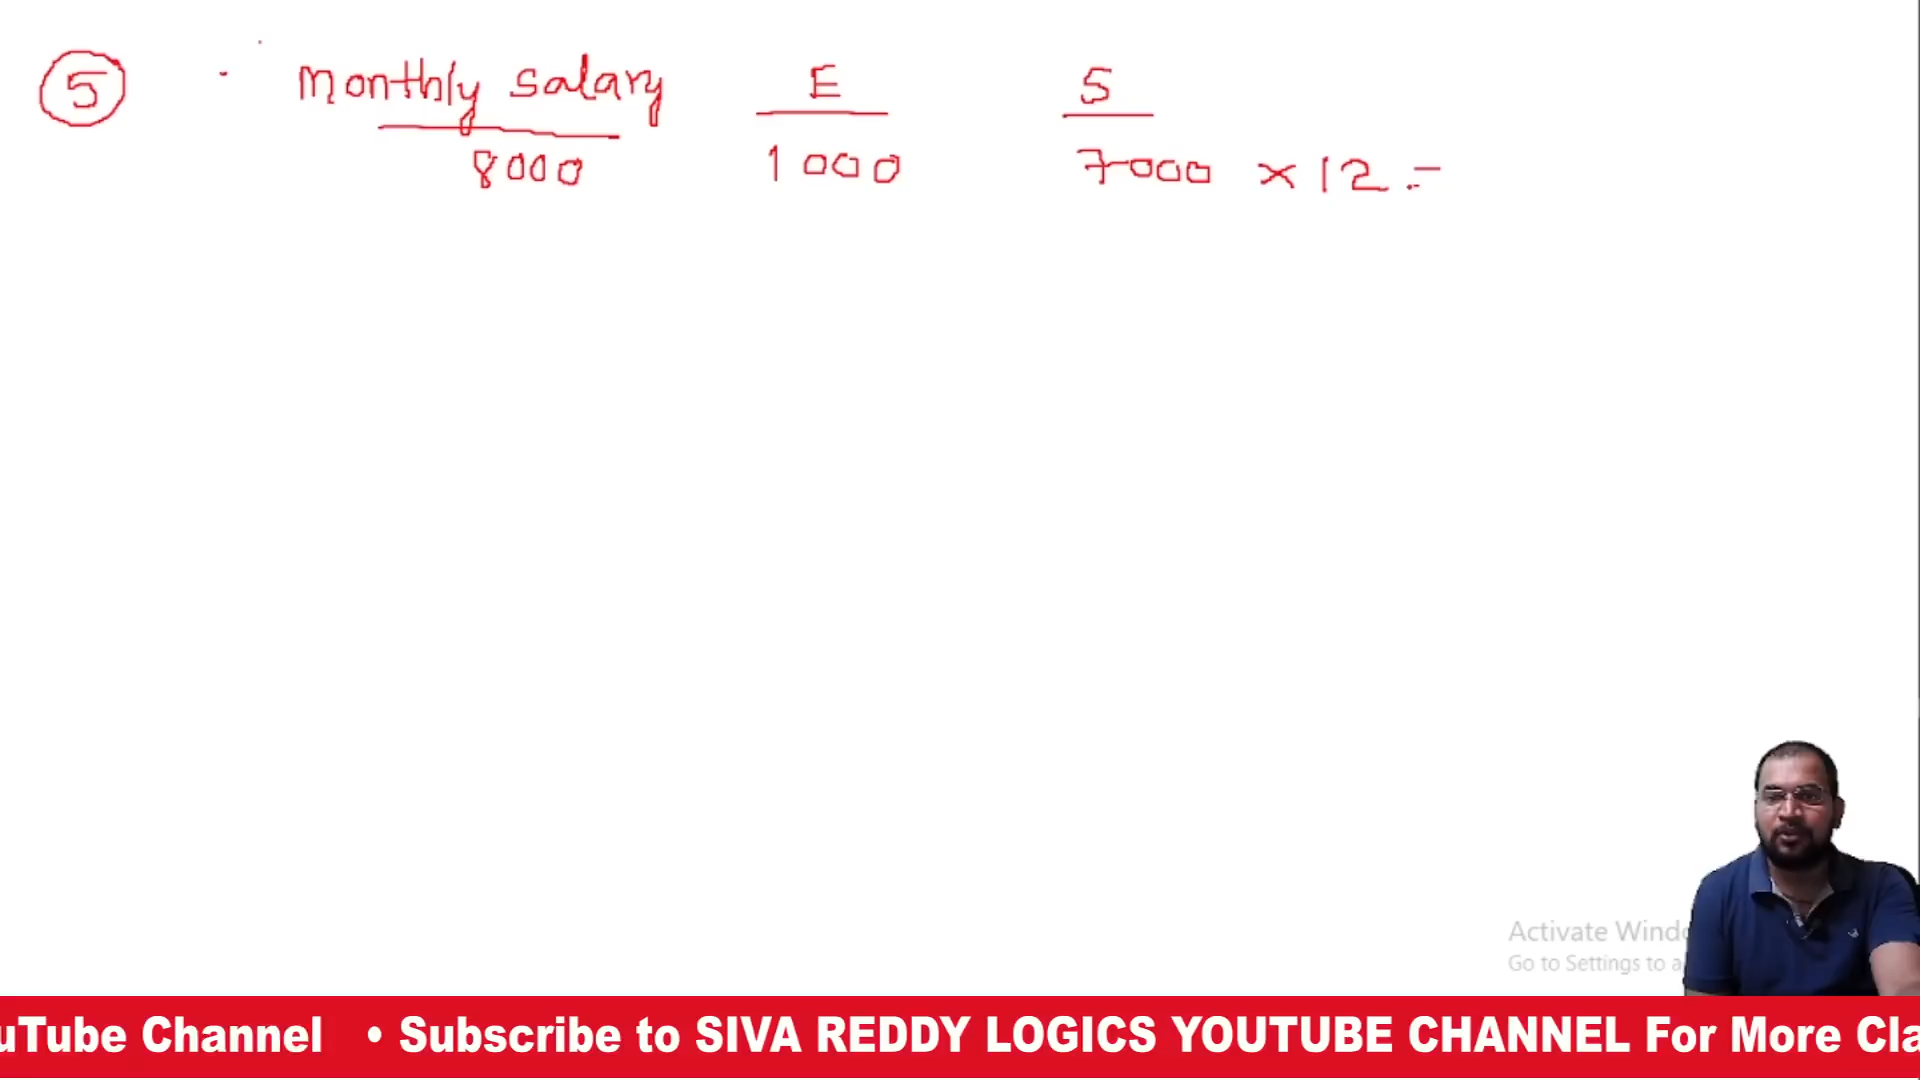 5 Monthly salary E S
8000 1000 7000 × 12 =
Activate Windo
Go to Settings to a
uTube Channel • Subscribe to SIVA REDDY LOGICS YOUTUBE CHANNEL For More Cla